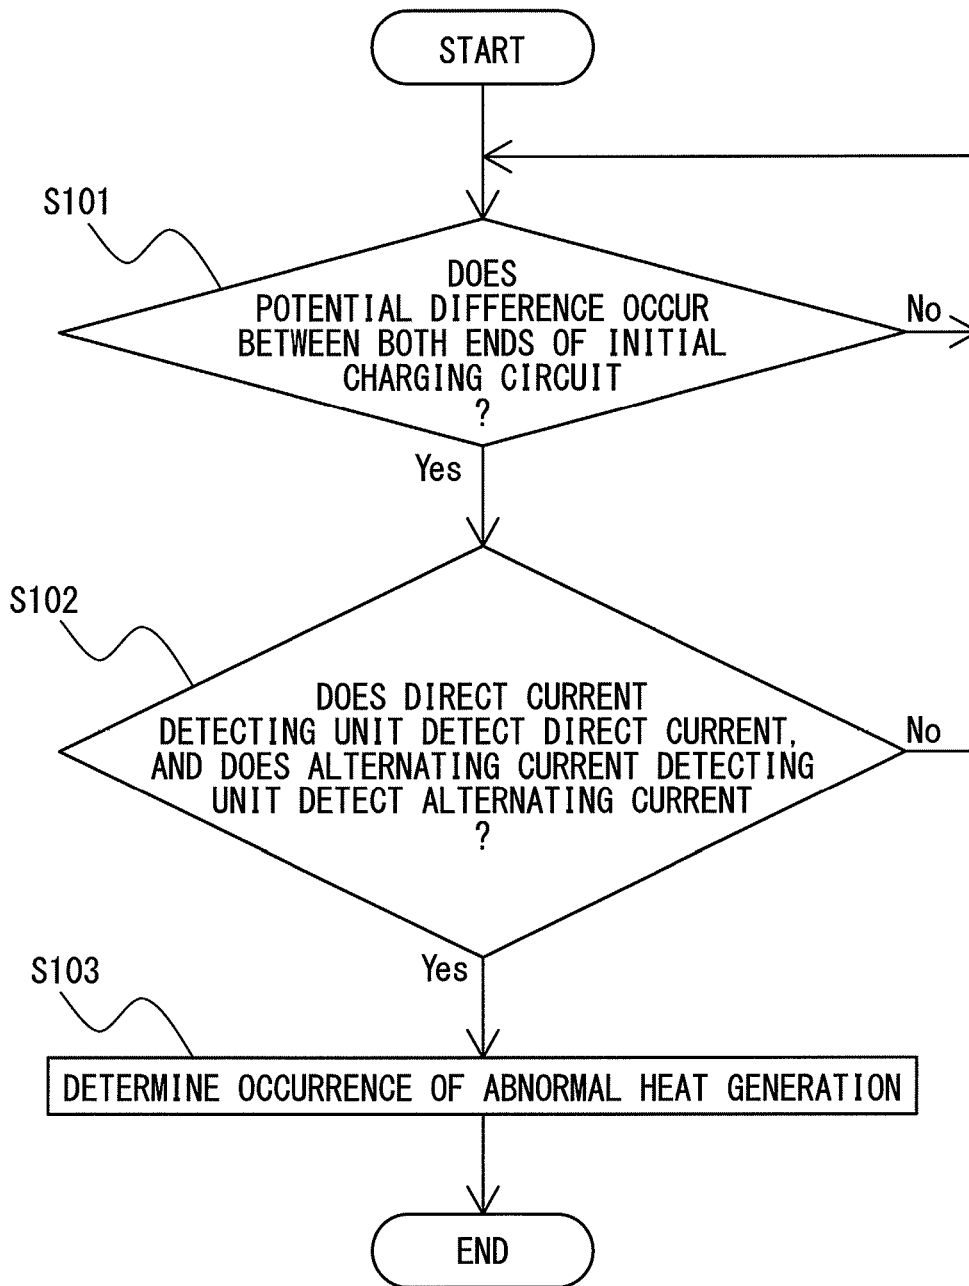 START
S101
DOES
POTENTIAL DIFFERENCE OCCUR
BETWEEN BOTH ENDS OF INITIAL
CHARGING CIRCUIT
?
No
Yes
S102
DOES DIRECT CURRENT
DETECTING UNIT DETECT DIRECT CURRENT,
AND DOES ALTERNATING CURRENT DETECTING
UNIT DETECT ALTERNATING CURRENT
?
No
Yes
S103
DETERMINE OCCURRENCE OF ABNORMAL HEAT GENERATION
END